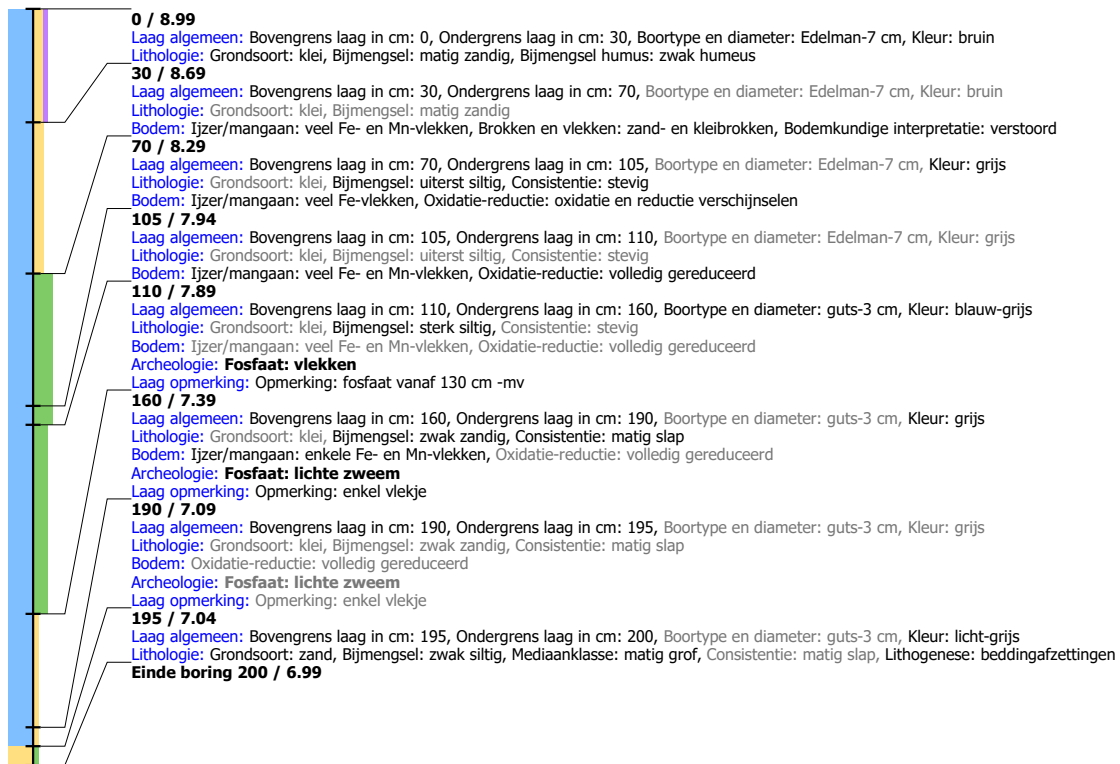 0 / 8.99
Laag algemeen: Bovengrens laag in cm: 0, Ondergrens laag in cm: 30, Boortype en diameter: Edelman-7 cm, Kleur: bruin
Lithologie: Grondsoort: klei, Bijmengsel: matig zandig, Bijmengsel humus: zwak humeus
30 / 8.69
Laag algemeen: Bovengrens laag in cm: 30, Ondergrens laag in cm: 70, Boortype en diameter: Edelman-7 cm, Kleur: bruin
Lithologie: Grondsoort: klei, Bijmengsel: matig zandig
Bodem: Ijzer/mangaan: veel Fe- en Mn-vlekken, Brokken en vlekken: zand- en kleibrokken, Bodemkundige interpretatie: verstoord
70 / 8.29
Laag algemeen: Bovengrens laag in cm: 70, Ondergrens laag in cm: 105, Boortype en diameter: Edelman-7 cm, Kleur: grijs
Lithologie: Grondsoort: klei, Bijmengsel: uiterst siltig, Consistentie: stevig
Bodem: Ijzer/mangaan: veel Fe-vlekken, Oxidatie-reductie: oxidatie en reductie verschijnselen
105 / 7.94
Laag algemeen: Bovengrens laag in cm: 105, Ondergrens laag in cm: 110, Boortype en diameter: Edelman-7 cm, Kleur: grijs
Lithologie: Grondsoort: klei, Bijmengsel: uiterst siltig, Consistentie: stevig
Bodem: Ijzer/mangaan: veel Fe- en Mn-vlekken, Oxidatie-reductie: volledig gereduceerd
110 / 7.89
Laag algemeen: Bovengrens laag in cm: 110, Ondergrens laag in cm: 160, Boortype en diameter: guts-3 cm, Kleur: blauw-grijs
Lithologie: Grondsoort: klei, Bijmengsel: sterk siltig, Consistentie: stevig
Bodem: Ijzer/mangaan: veel Fe- en Mn-vlekken, Oxidatie-reductie: volledig gereduceerd
Archeologie: Fosfaat: vlekken
Laag opmerking: Opmerking: fosfaat vanaf 130 cm -mv
160 / 7.39
Laag algemeen: Bovengrens laag in cm: 160, Ondergrens laag in cm: 190, Boortype en diameter: guts-3 cm, Kleur: grijs
Lithologie: Grondsoort: klei, Bijmengsel: zwak zandig, Consistentie: matig slap
Bodem: Ijzer/mangaan: enkele Fe- en Mn-vlekken, Oxidatie-reductie: volledig gereduceerd
Archeologie: Fosfaat: lichte zweem
Laag opmerking: Opmerking: enkel vlekje
190 / 7.09
Laag algemeen: Bovengrens laag in cm: 190, Ondergrens laag in cm: 195, Boortype en diameter: guts-3 cm, Kleur: grijs
Lithologie: Grondsoort: klei, Bijmengsel: zwak zandig, Consistentie: matig slap
Bodem: Oxidatie-reductie: volledig gereduceerd
Archeologie: Fosfaat: lichte zweem
Laag opmerking: Opmerking: enkel vlekje
195 / 7.04
Laag algemeen: Bovengrens laag in cm: 195, Ondergrens laag in cm: 200, Boortype en diameter: guts-3 cm, Kleur: licht-grijs
Lithologie: Grondsoort: zand, Bijmengsel: zwak siltig, Mediaanklasse: matig grof, Consistentie: matig slap, Lithogenese: beddingafzettingen
Einde boring 200 / 6.99